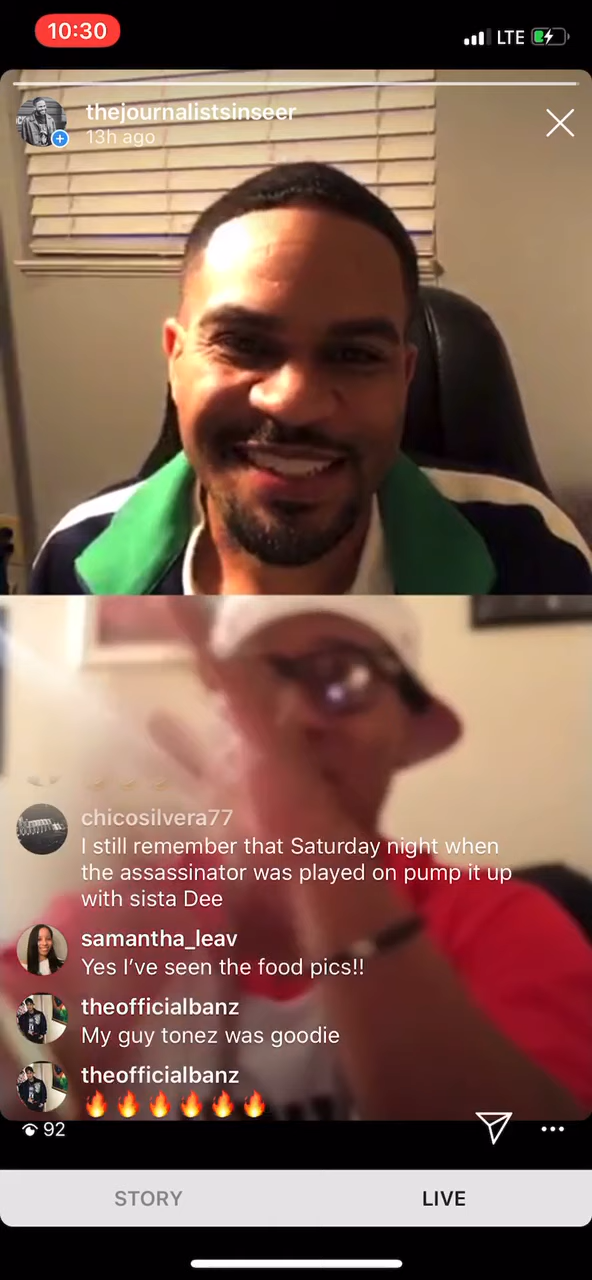 10:30
LTE
thejournalistsinseer
13h ago
chicosilvera77
I still remember that Saturday night when
the assassinator was played on pump it up
with sista Dee
samantha_leav
Yes I’ve seen the food pics!!
theofficialbanz
My guy tonez was goodie
theofficialbanz
🔥🔥🔥🔥🔥🔥
92
STORY
LIVE